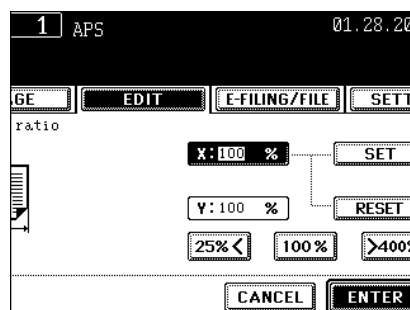 1 APS 01.28.20
.GE EDIT E-FILING/FILE SETT
ratio
X:100 % SET
Y:100 % RESET
25%< 100% >400%
CANCEL ENTER